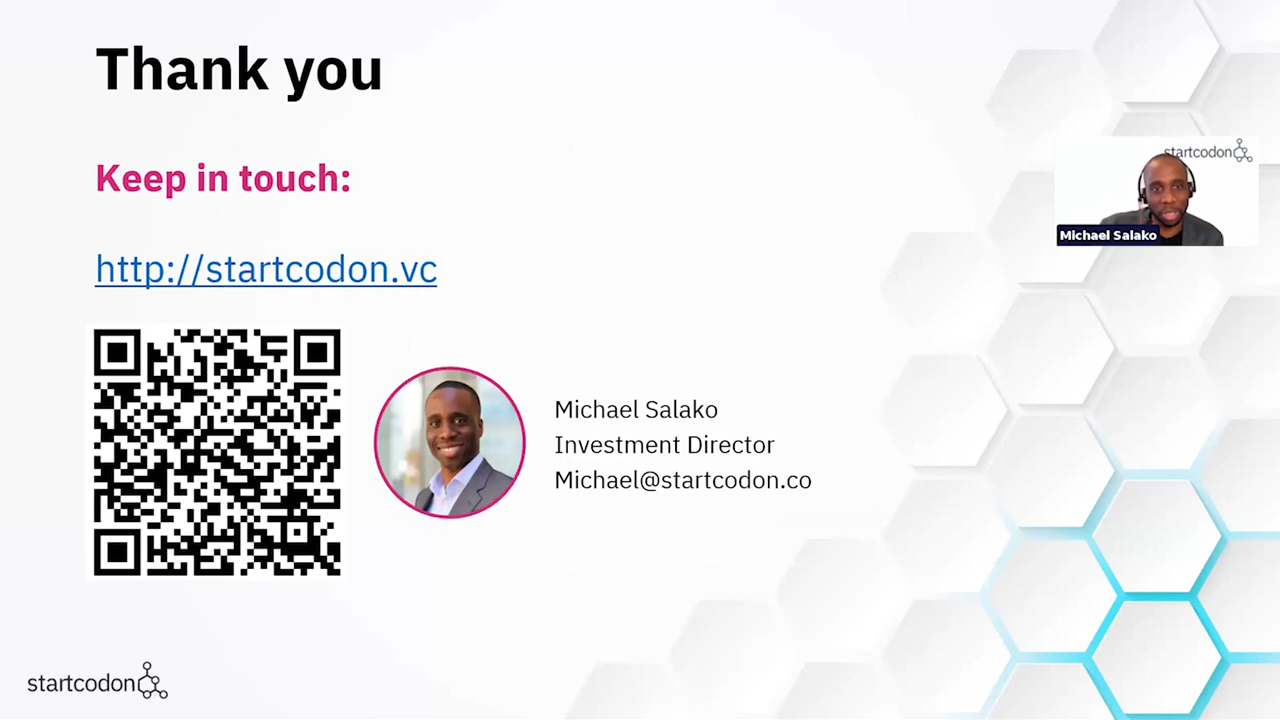 Thank you
Keep in touch:
http://startcodon.vc
Michael Salako
Investment Director
Michael@startcodon.co
startcodon
startcodon
Michael Salako